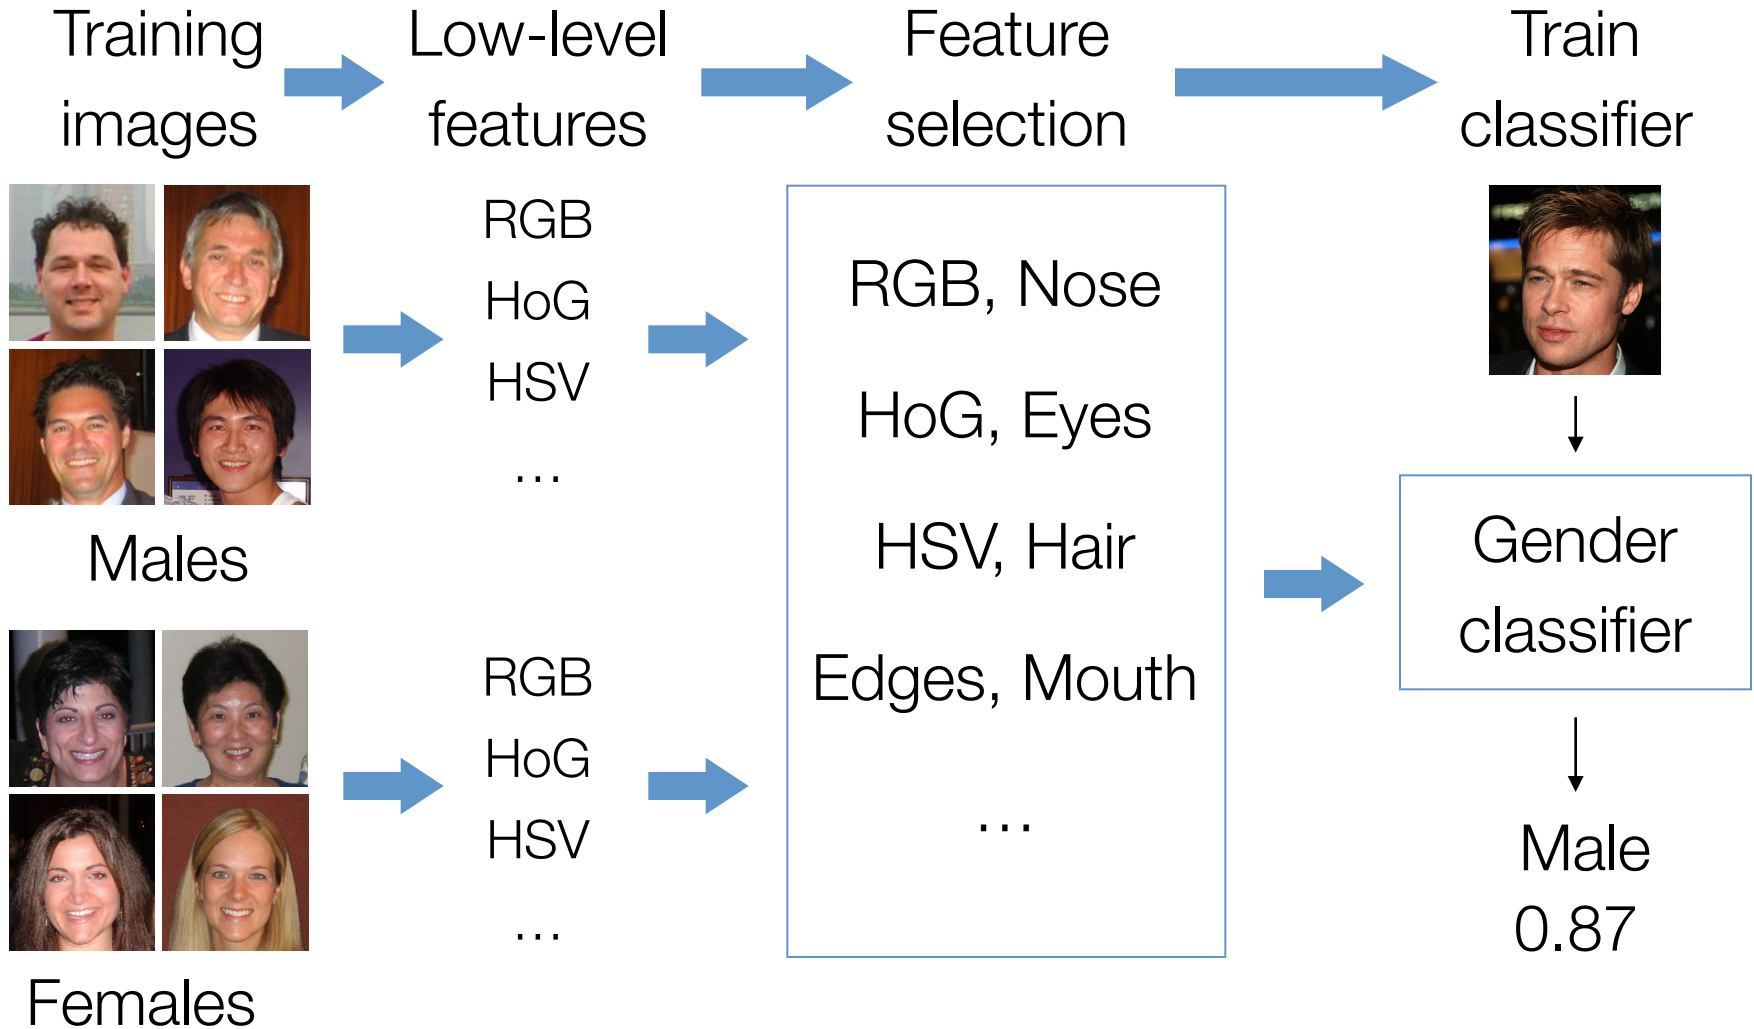 Training
images
Low-level
features
Feature
selection
Train
classifier
RGB
HoG
HSV
...
Males
RGB
HoG
HSV
...
Females
RGB, Nose
HoG, Eyes
HSV, Hair
Edges, Mouth
...
Gender
classifier
Male
0.87